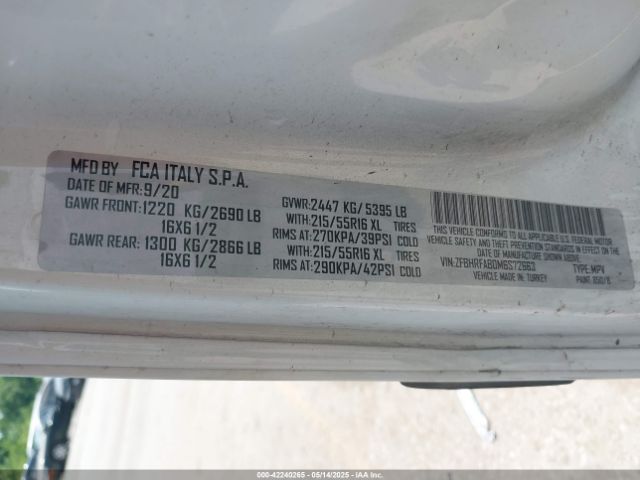 MFD BY FCA ITALY S.P.A.
DATE OF MFR: 9/20
GAWR FRONT: 1220 KG/2690 LB
16X6 1/2
GAWR REAR: 1300 KG/2866 LB
16X6 1/2
GVWR: 2447 KG/ 5395 LB
WITH: 215/55R16 XL TIRES
RIMS AT: 270KPA/39PSI COLD
WITH: 215/55R16 XL TIRES
RIMS AT: 290KPA/42PSI COLD
THIS VEHICLE CONFORMS TO ALL APPLICABLE U.S. FEDERAL MOTOR
VEHICLE SAFETY AND THEFT PREVENTION STANDARDS IN EFFECT ON THE
DATE OF MANUFACTURE SHOWN ABOVE.
VIN: ZFBHRFAB0M6S72663 TYPE: MPV
VEHICLE MADE IN: TURKEY PAINT: 850/B
000-42240265 - 05/14/2025 - IAA Inc.